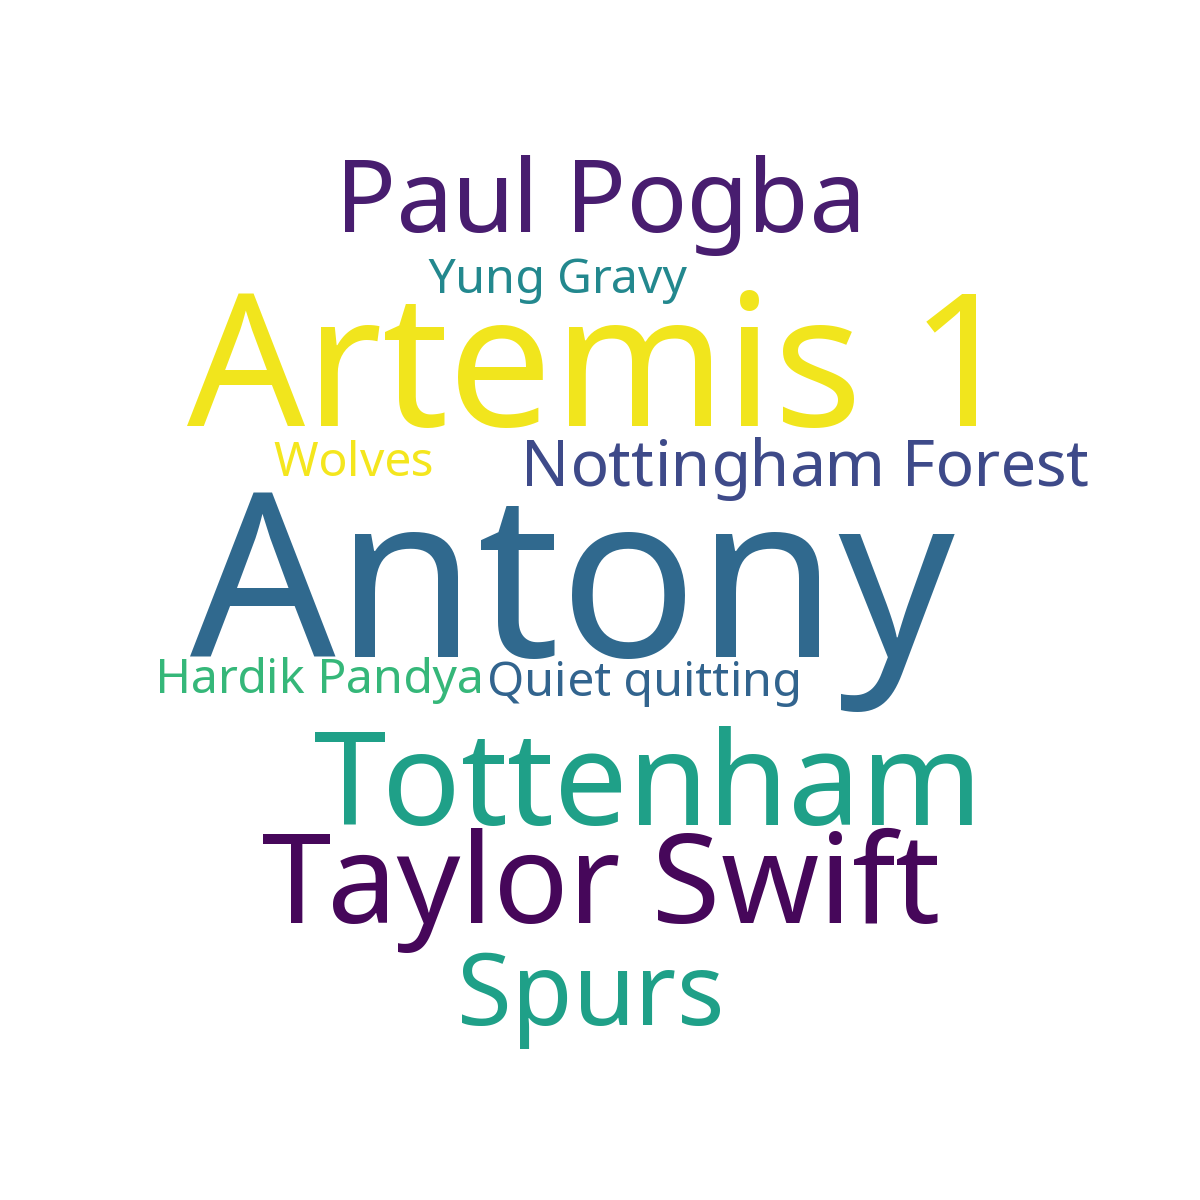 Paul Pogba
Yung Gravy
Artemis 1
Wolves
Nottingham Forest
Antony
Hardik Pandya
Quiet quitting
Tottenham
Taylor Swift
Spurs